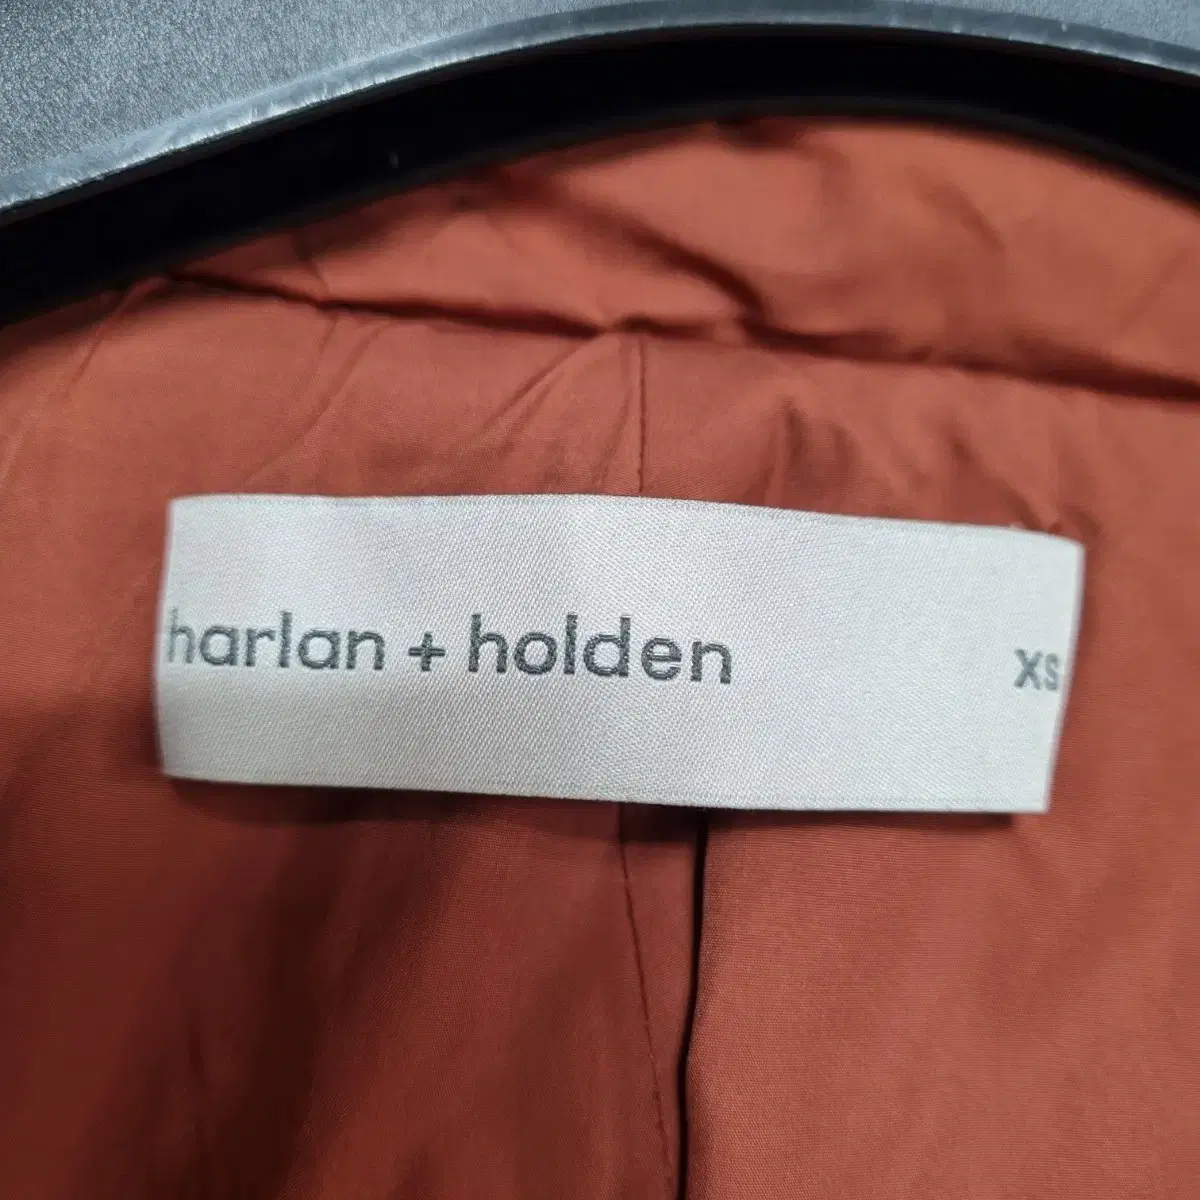 harlan + holden XS